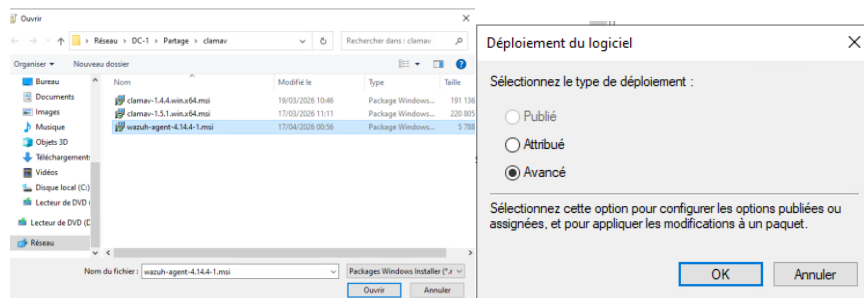 Ouvrir
Réseau > DC-1 > Partage > clamav
Rechercher dans : clamav
Organiser
Nouveau dossier
Bureau
Documents
Images
Musique
Objets 3D
Téléchargements
Vidéos
Disque local (C:)
Lecteur de DVD
Lecteur de DVD (D
Réseau
Nom Modifié le Type Taille
clamav-1.4.4.win.x64.msi 19/03/2026 10:46 Package Windows... 191 136
clamav-1.5.1.win.x64.msi 17/03/2026 11:11 Package Windows... 220 805
wazuh-agent-4.14.4-1.msi 17/04/2026 00:56 Package Windows... 5 788
Nom du fichier : wazuh-agent-4.14.4-1.msi
Packages Windows Installer (*.r
Ouvrir Annuler
Déploiement du logiciel
Sélectionnez le type de déploiement :
Publié
Attribué
Avancé
Sélectionnez cette option pour configurer les options publiées ou
assignées, et pour appliquer les modifications à un paquet.
OK Annuler